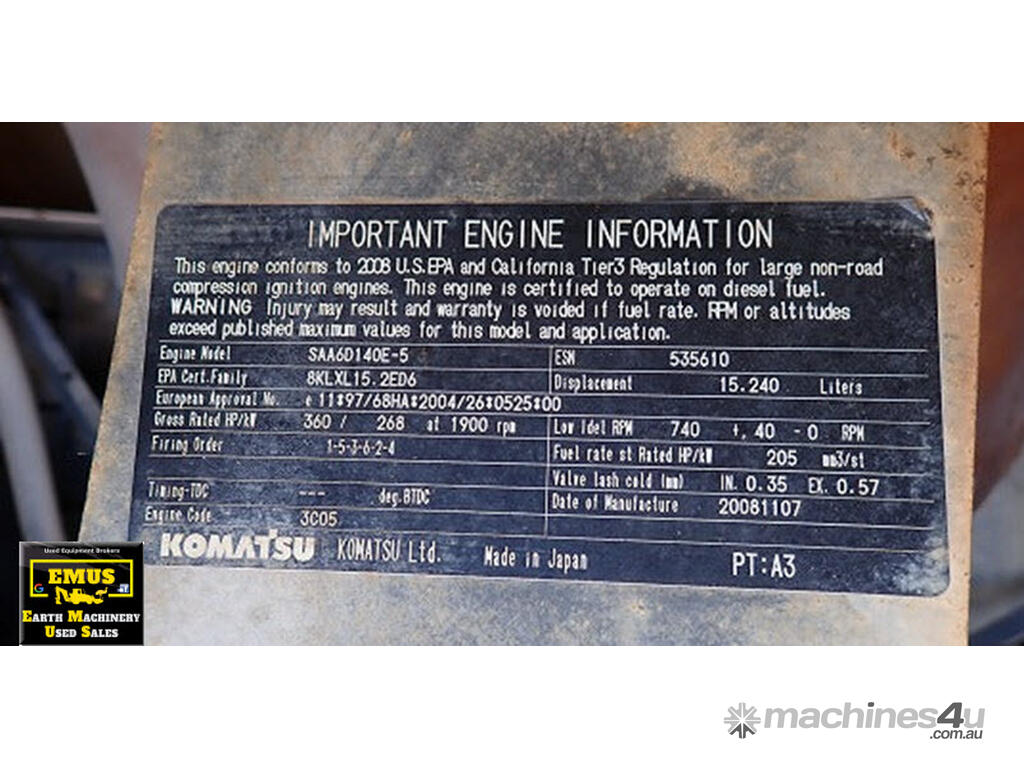 IMPORTANT ENGINE INFORMATION
This engine conforms to 2008 U.S.EPA and California Tier3 Regulation for large non-road
compression ignition engines. This engine is certified to operate on diesel fuel.
WARNING Injury may result and warranty is voided if fuel rate. RPM or altitudes
exceed published maximum values for this model and application.
Engine Model SAA6D140E-5 ESN 535610
EPA Cert.Family 8KLXL15.2ED6 Displacement 15.240 Liters
European Approval No. e 11*97/68HA*2004/26*0525*00
Gross Rated HP/kW 360 / 268 at 1900 rpm Low Idel RPM 740 +, 40 - 0 RPM
Firing Order 1-5-3-6-2-4 Fuel rate st Rated HP/kW 205 mm3/st
Valve lash cold (mm) IN. 0.35 EX. 0.57
Timing-TDC --- deg.BTDC Date of Manufacture 20081107
Engine Code 3C05
KOMATSU KOMATSU Ltd. Made in Japan PT:A3
Used Equipment Brokers
EMUS
EARTH MACHINERY
USED SALES
machines4u
.com.au